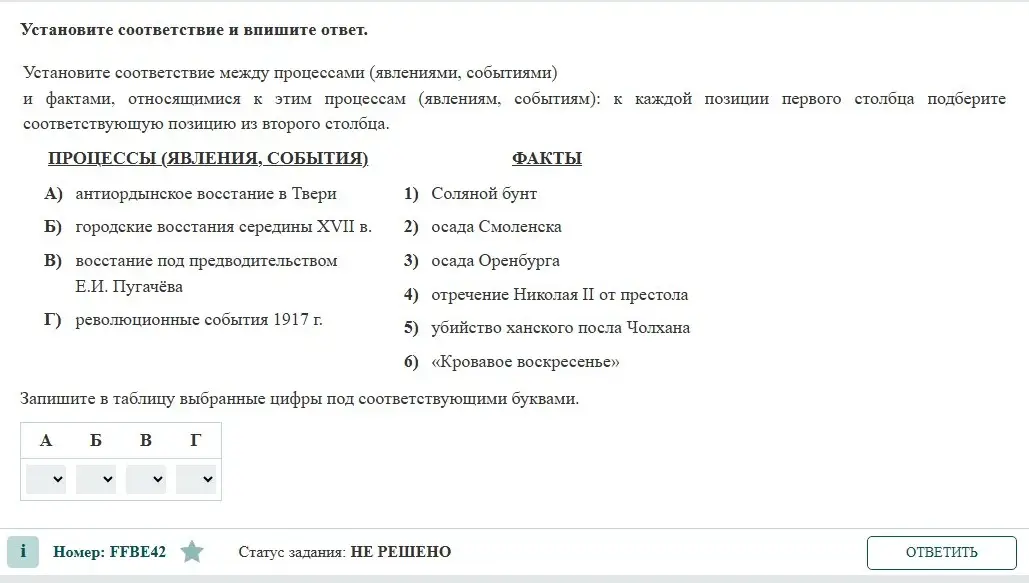 Установите соответствие и впишите ответ.
Установите соответствие между процессами (явлениями, событиями)
и фактами, относящимися к этим процессам (явлениям, событиям): к каждой позиции первого столбца подберите
соответствующую позицию из второго столбца.
ПРОЦЕССЫ (ЯВЛЕНИЯ, СОБЫТИЯ)
А) антиордынское восстание в Твери
Б) городские восстания середины XVII в.
В) восстание под предводительством
Е.И. Пугачёва
Г) революционные события 1917 г.
ФАКТЫ
1) Соляной бунт
2) осада Смоленска
3) осада Оренбурга
4) отречение Николая II от престола
5) убийство ханского посла Чолхана
6) «Кровавое воскресенье»
Запишите в таблицу выбранные цифры под соответствующими буквами.
А Б В Г
i Номер: FFBE42 Статус задания: НЕ РЕШЕНО ОТВЕТИТЬ